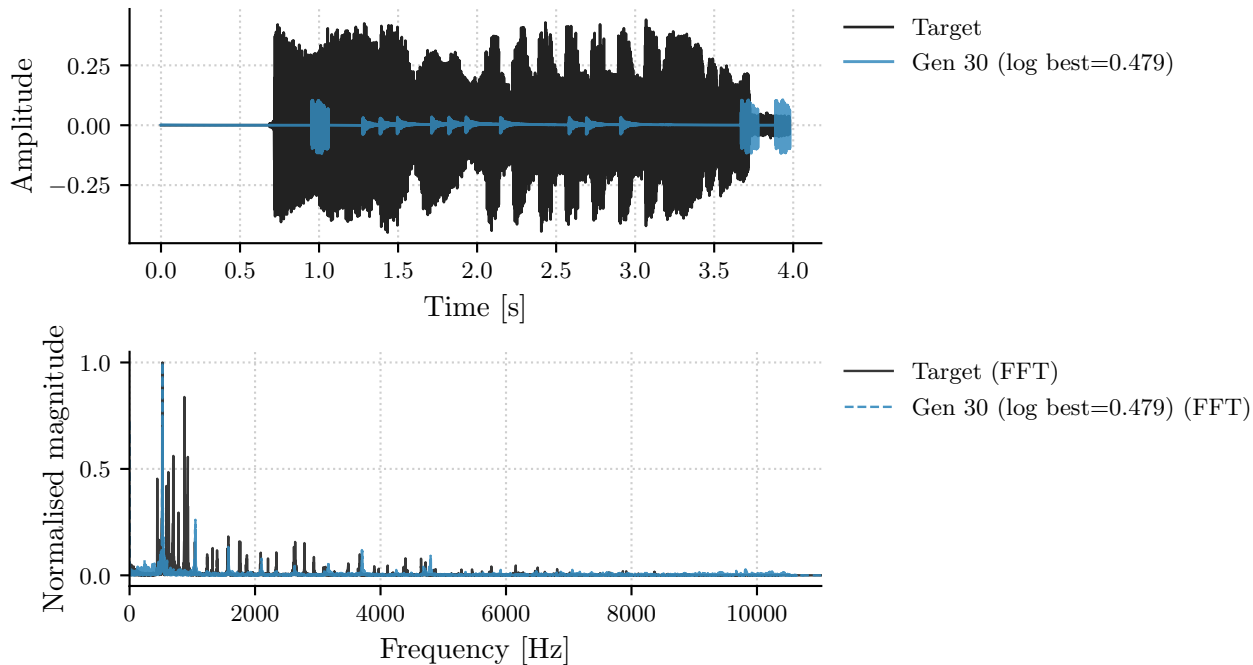 Amplitude
0.25
0.00
−0.25
0.0 0.5 1.0 1.5 2.0 2.5 3.0 3.5 4.0
Time [s]
Target
Gen 30 (log best=0.479)
Normalised magnitude
1.0
0.5
0.0
0 2000 4000 6000 8000 10000
Frequency [Hz]
Target (FFT)
Gen 30 (log best=0.479) (FFT)